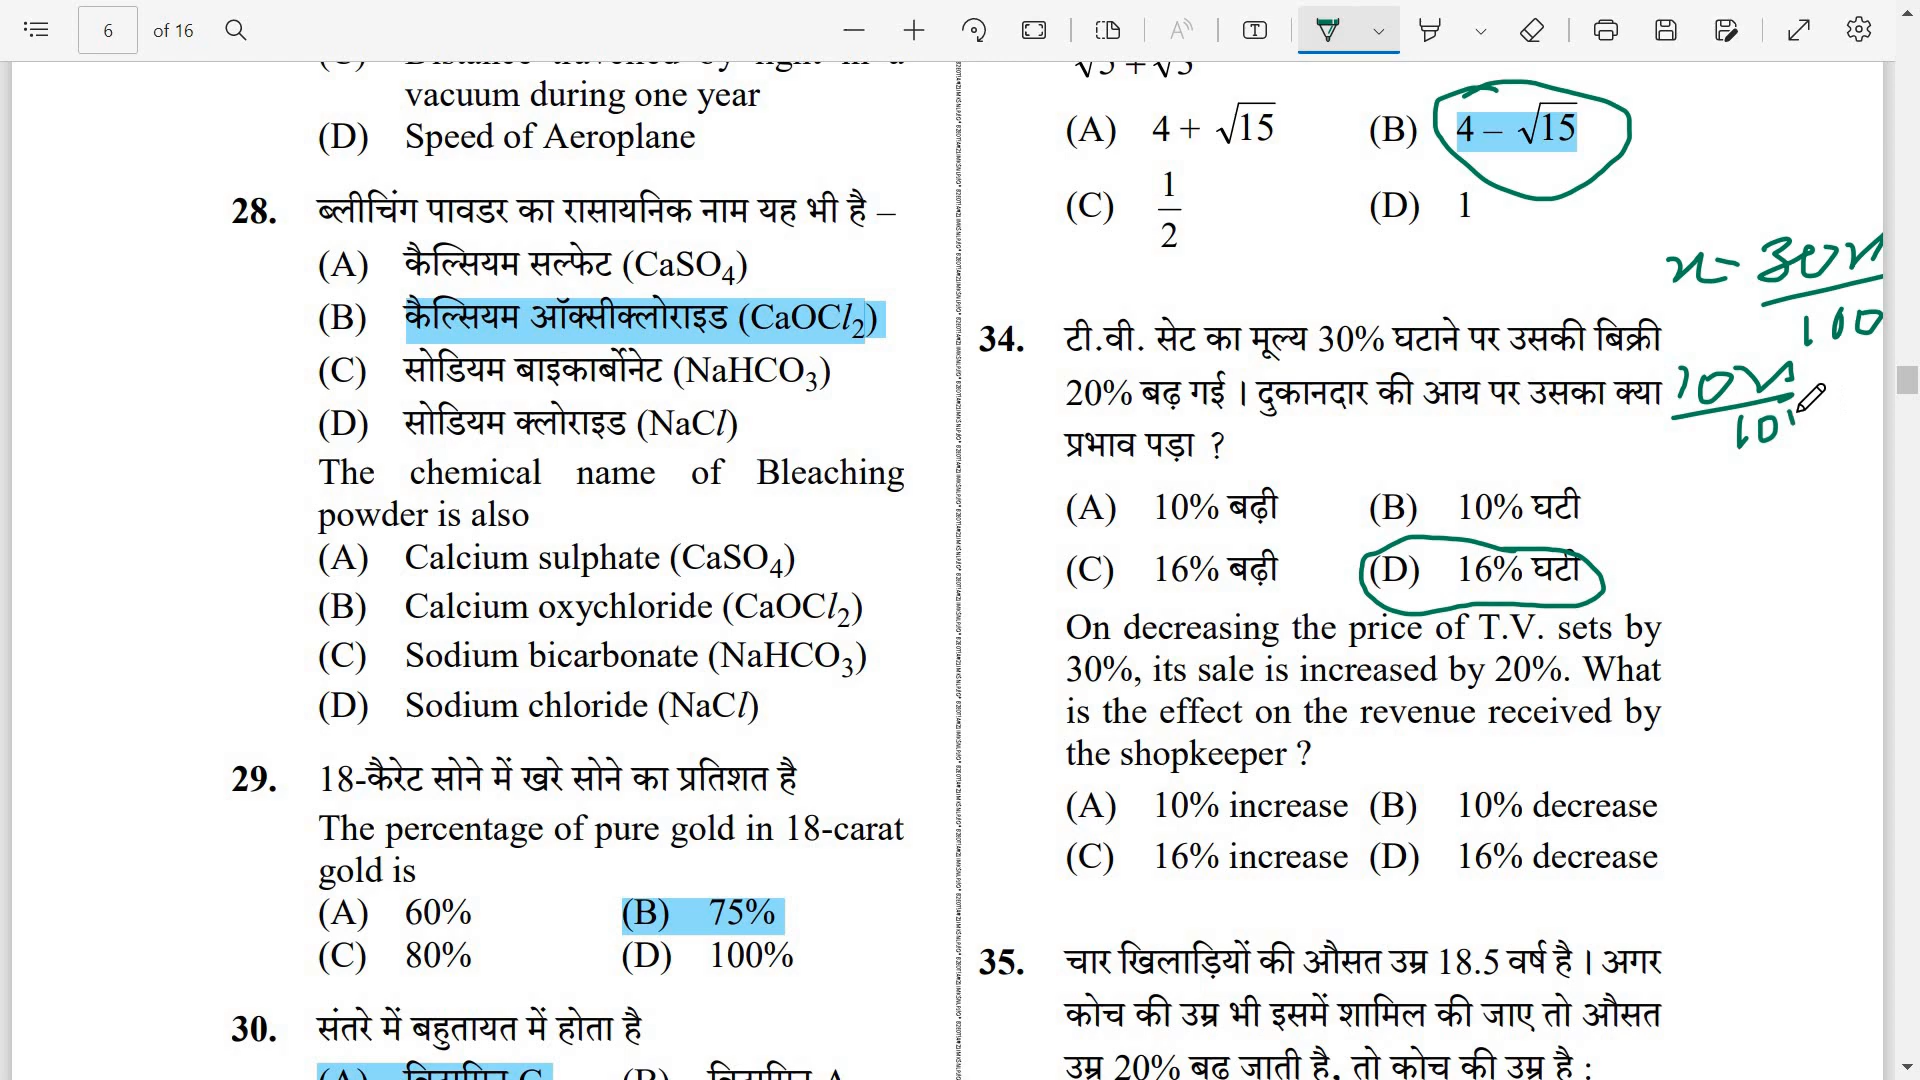 6 of 16
vacuum during one year
(D) Speed of Aeroplane
28. ब्लीचिंग पावडर का रासायनिक नाम यह भी है –
(A) कैल्सियम सल्फेट (CaSO4)
(B) कैल्सियम ऑक्सीक्लोराइड (CaOCl2)
(C) सोडियम बाइकार्बोनेट (NaHCO3)
(D) सोडियम क्लोराइड (NaCl)
The chemical name of Bleaching
powder is also
(A) Calcium sulphate (CaSO4)
(B) Calcium oxychloride (CaOCl2)
(C) Sodium bicarbonate (NaHCO3)
(D) Sodium chloride (NaCl)
29. 18-कैरेट सोने में खरे सोने का प्रतिशत है
The percentage of pure gold in 18-carat
gold is
(A) 60% (B) 75%
(C) 80% (D) 100%
30. संतरे में बहुतायत में होता है
√5 + √3
(A) 4 + √15 (B) 4 – √15
(C) 1/2 (D) 1
34. टी.वी. सेट का मूल्य 30% घटाने पर उसकी बिक्री
20% बढ़ गई । दुकानदार की आय पर उसका क्या
प्रभाव पड़ा ?
(A) 10% बढ़ी (B) 10% घटी
(C) 16% बढ़ी (D) 16% घटी
On decreasing the price of T.V. sets by
30%, its sale is increased by 20%. What
is the effect on the revenue received by
the shopkeeper ?
(A) 10% increase (B) 10% decrease
(C) 16% increase (D) 16% decrease
35. चार खिलाड़ियों की औसत उम्र 18.5 वर्ष है । अगर
कोच की उम्र भी इसमें शामिल की जाए तो औसत
उम्र 20% बढ़ जाती है, तो कोच की उम्र है :